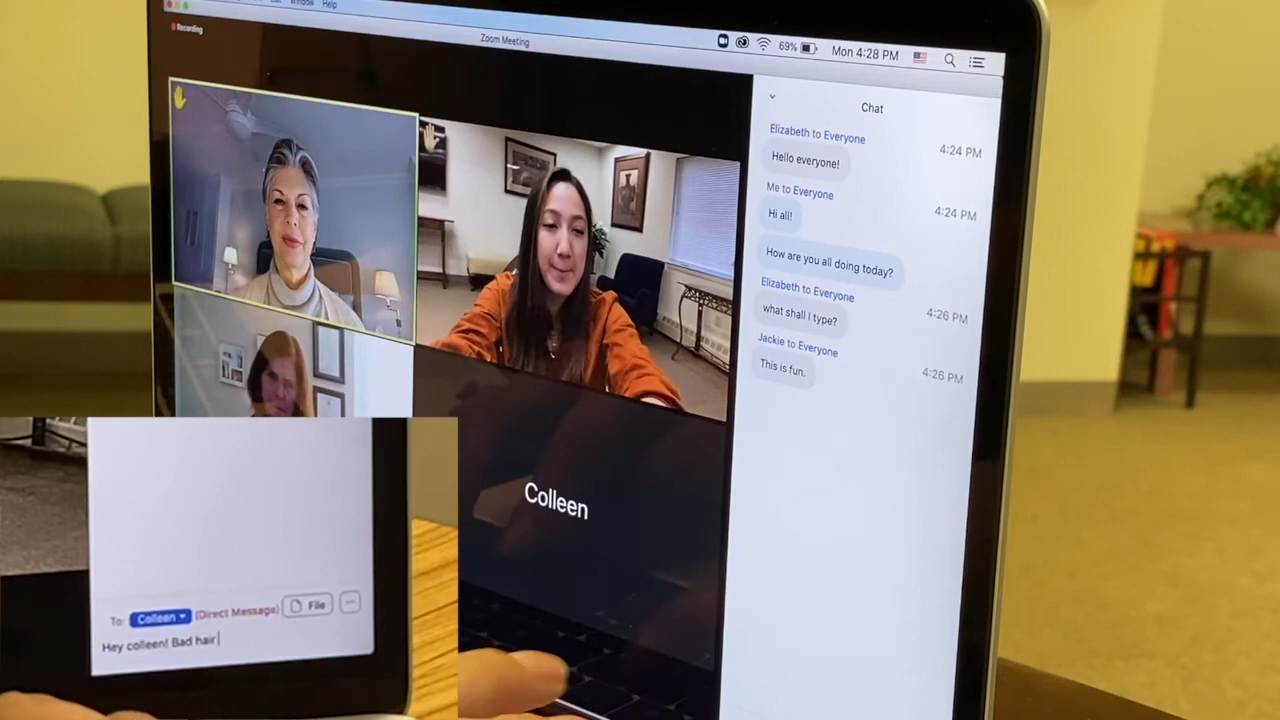 Window Help
Recording
Zoom Meeting
69%
Mon 4:28 PM
Chat
Elizabeth to Everyone
4:24 PM
Hello everyone!
Me to Everyone
4:24 PM
Hi all!
How are you all doing today?
Elizabeth to Everyone
4:26 PM
what shall I type?
Jackie to Everyone
4:26 PM
This is fun.
Colleen
To: Colleen (Direct Message) File
Hey colleen! Bad hair